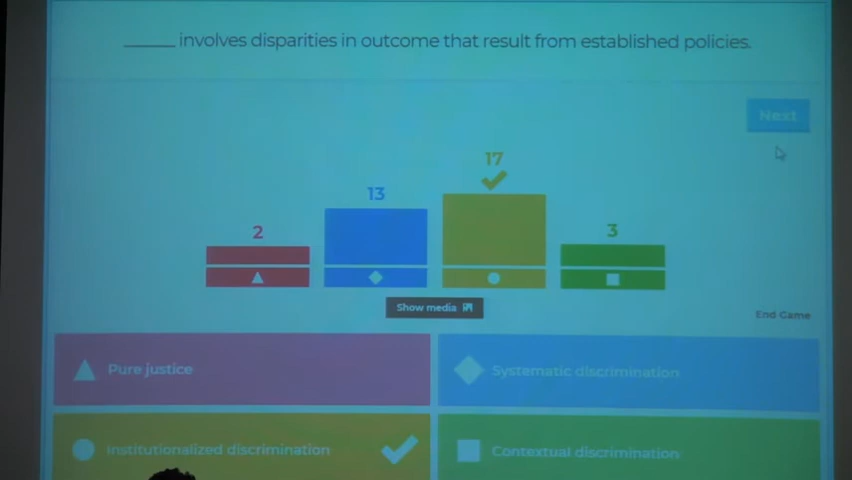 _____ involves disparities in outcome that result from established policies.
Next
17
13
2
3
Show media
End Game
Pure justice
Systematic discrimination
Institutionalized discrimination
Contextual discrimination